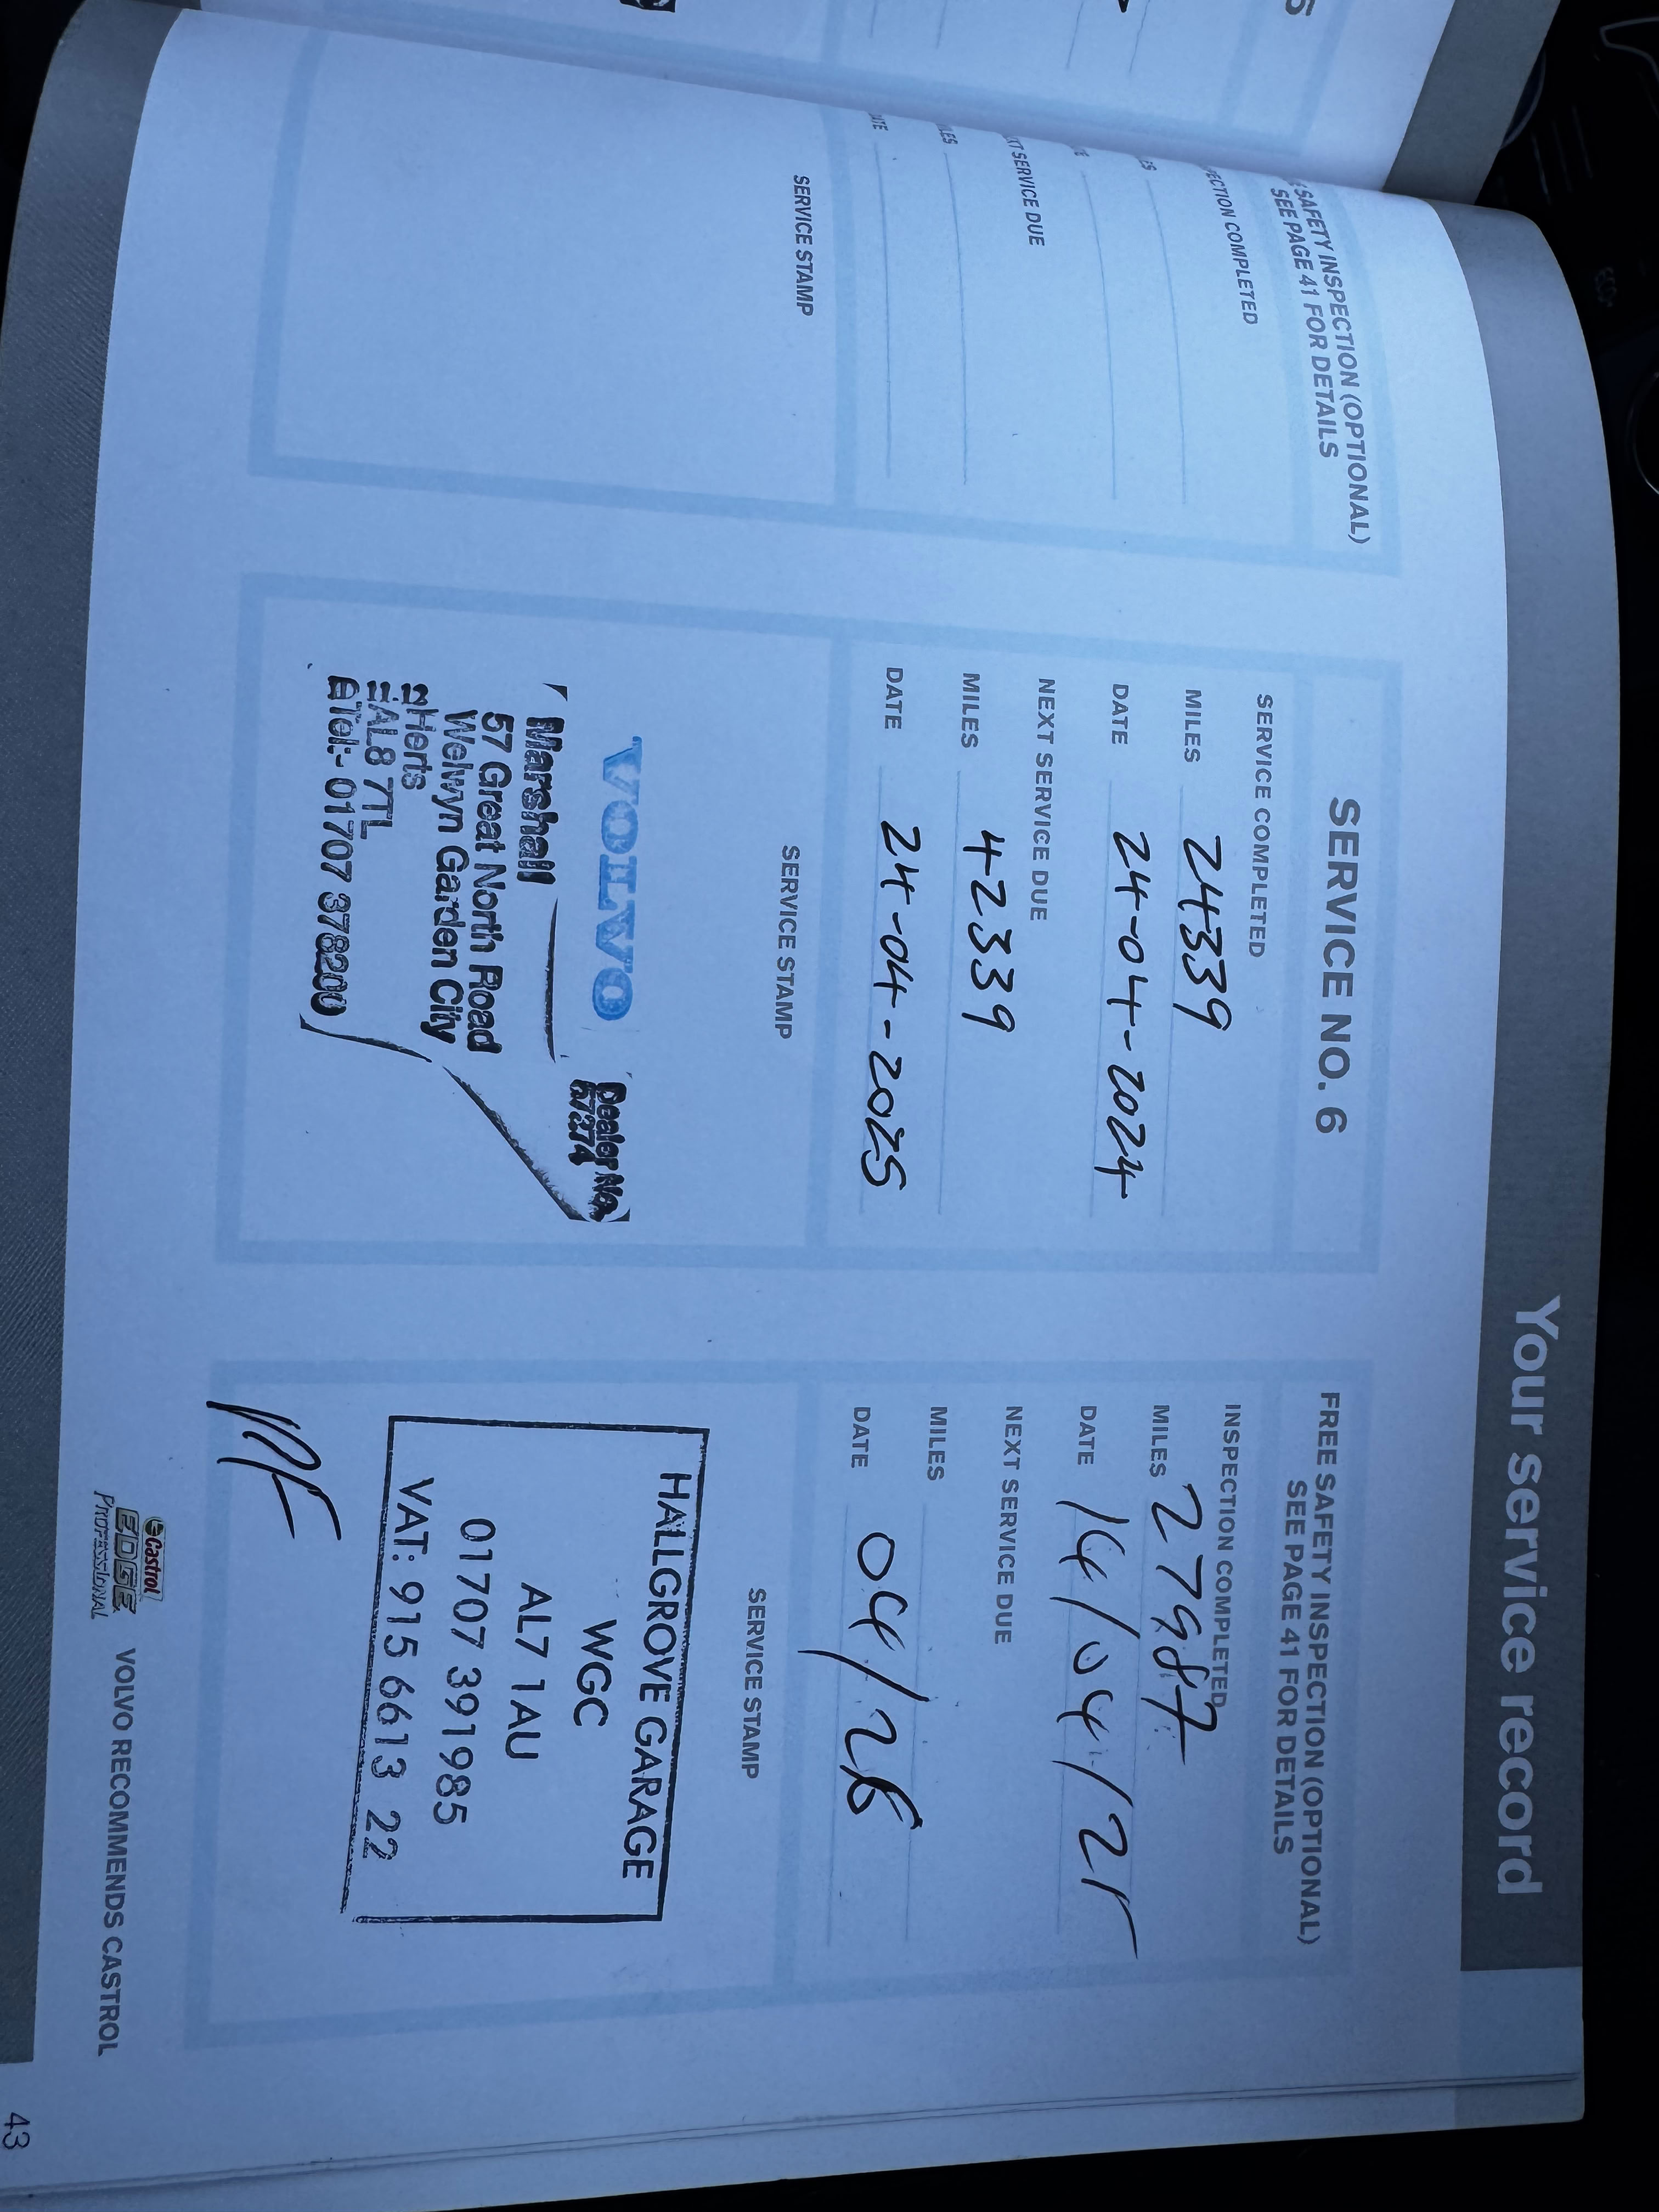 Your service record
SAFETY INSPECTION (OPTIONAL)
SEE PAGE 41 FOR DETAILS
COMPLETED
SERVICE DUE
SERVICE STAMP
SERVICE NO. 6
SERVICE COMPLETED
MILES 24339
DATE 24-04-2024
NEXT SERVICE DUE
MILES 42339
DATE 24-04-2025
SERVICE STAMP
VOLVO
Dealer No.
Marshall
57 Great North Road
Welwyn Garden City
Herts
AL8 7TL
Tel:- 01707 378200
FREE SAFETY INSPECTION (OPTIONAL)
SEE PAGE 41 FOR DETAILS
INSPECTION COMPLETED
MILES 27987
DATE 14/04/25
NEXT SERVICE DUE
MILES
DATE 04/26
SERVICE STAMP
HALLGROVE GARAGE
WGC
AL7 1AU
01707 391985
VAT: 915 6613 22
Castrol
EDGE
PROFESSIONAL
VOLVO RECOMMENDS CASTROL
43